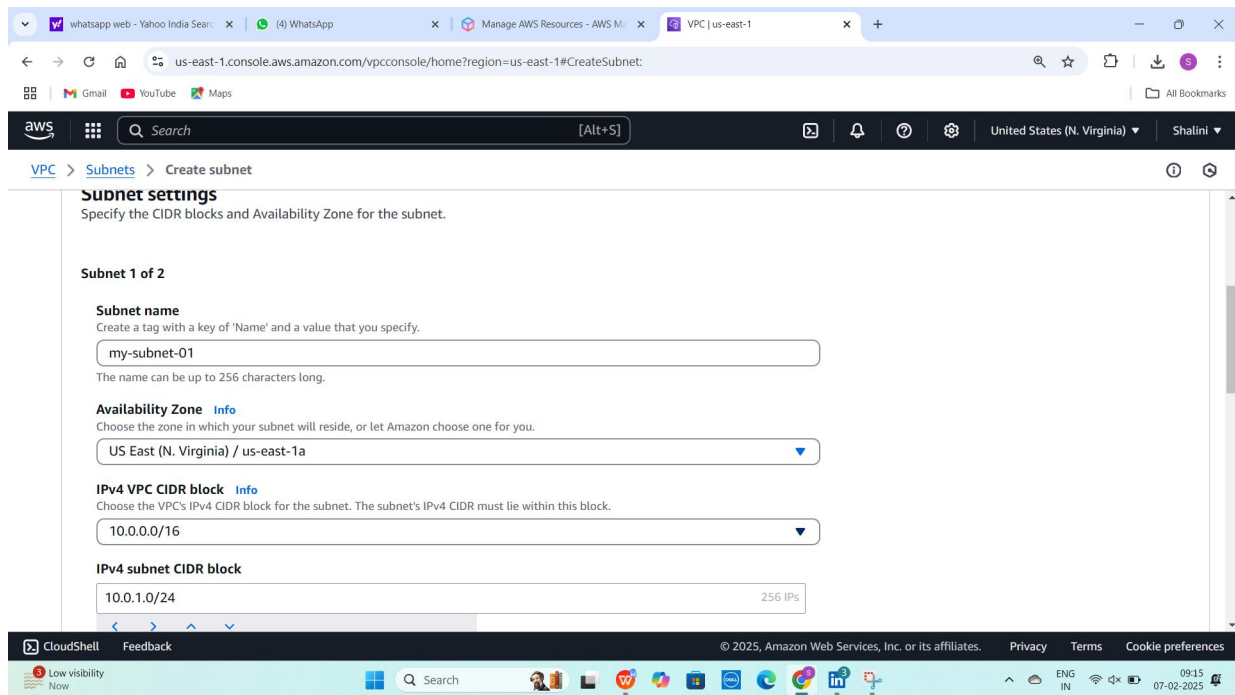 whatsapp web - Yahoo India Searc
(4) WhatsApp
Manage AWS Resources - AWS Ma
VPC | us-east-1
us-east-1.console.aws.amazon.com/vpcconsole/home?region=us-east-1#CreateSubnet:
S
Gmail
YouTube
Maps
All Bookmarks
aws
Search
[Alt+S]
United States (N. Virginia)
Shalini
VPC > Subnets > Create subnet
Subnet settings
Specify the CIDR blocks and Availability Zone for the subnet.
Subnet 1 of 2
Subnet name
Create a tag with a key of 'Name' and a value that you specify.
my-subnet-01
The name can be up to 256 characters long.
Availability Zone Info
Choose the zone in which your subnet will reside, or let Amazon choose one for you.
US East (N. Virginia) / us-east-1a
IPv4 VPC CIDR block Info
Choose the VPC's IPv4 CIDR block for the subnet. The subnet's IPv4 CIDR must lie within this block.
10.0.0.0/16
IPv4 subnet CIDR block
10.0.1.0/24
256 IPs
CloudShell
Feedback
© 2025, Amazon Web Services, Inc. or its affiliates.
Privacy
Terms
Cookie preferences
3
Low visibility
Now
Search
DELL
in
3
ENG
IN
09:15
07-02-2025